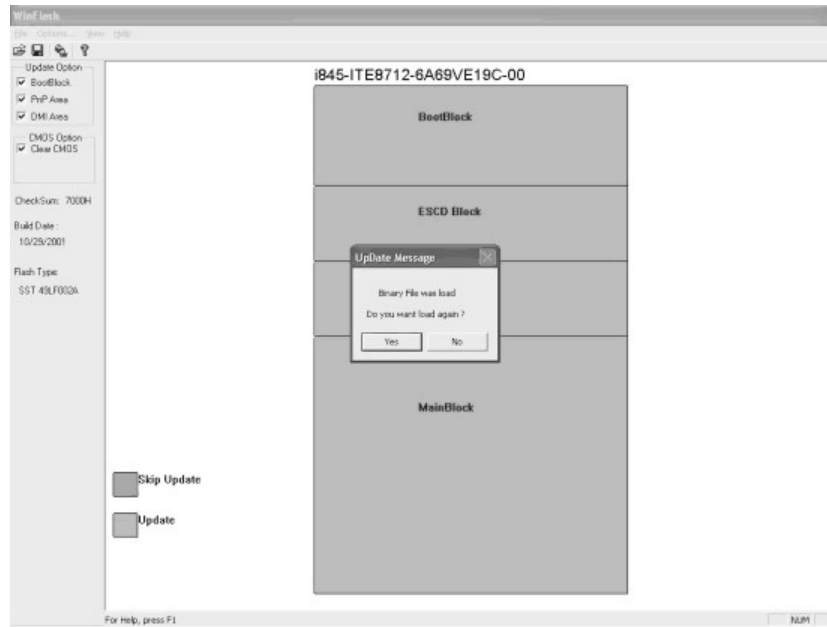 WinFlash
File Options... View Help
Update Option
BootBlock
PnP Area
DMI Area
CMOS Option
Clear CMOS
CheckSum: 7000H
Build Date :
10/29/2001
Flash Type:
SST 49LF002A
i845-ITE8712-6A69VE19C-00
BootBlock
ESCD Block
UpDate Message
Binary File was load
Do you want load again ?
Yes No
MainBlock
Skip Update
Update
For Help, press F1
NUM